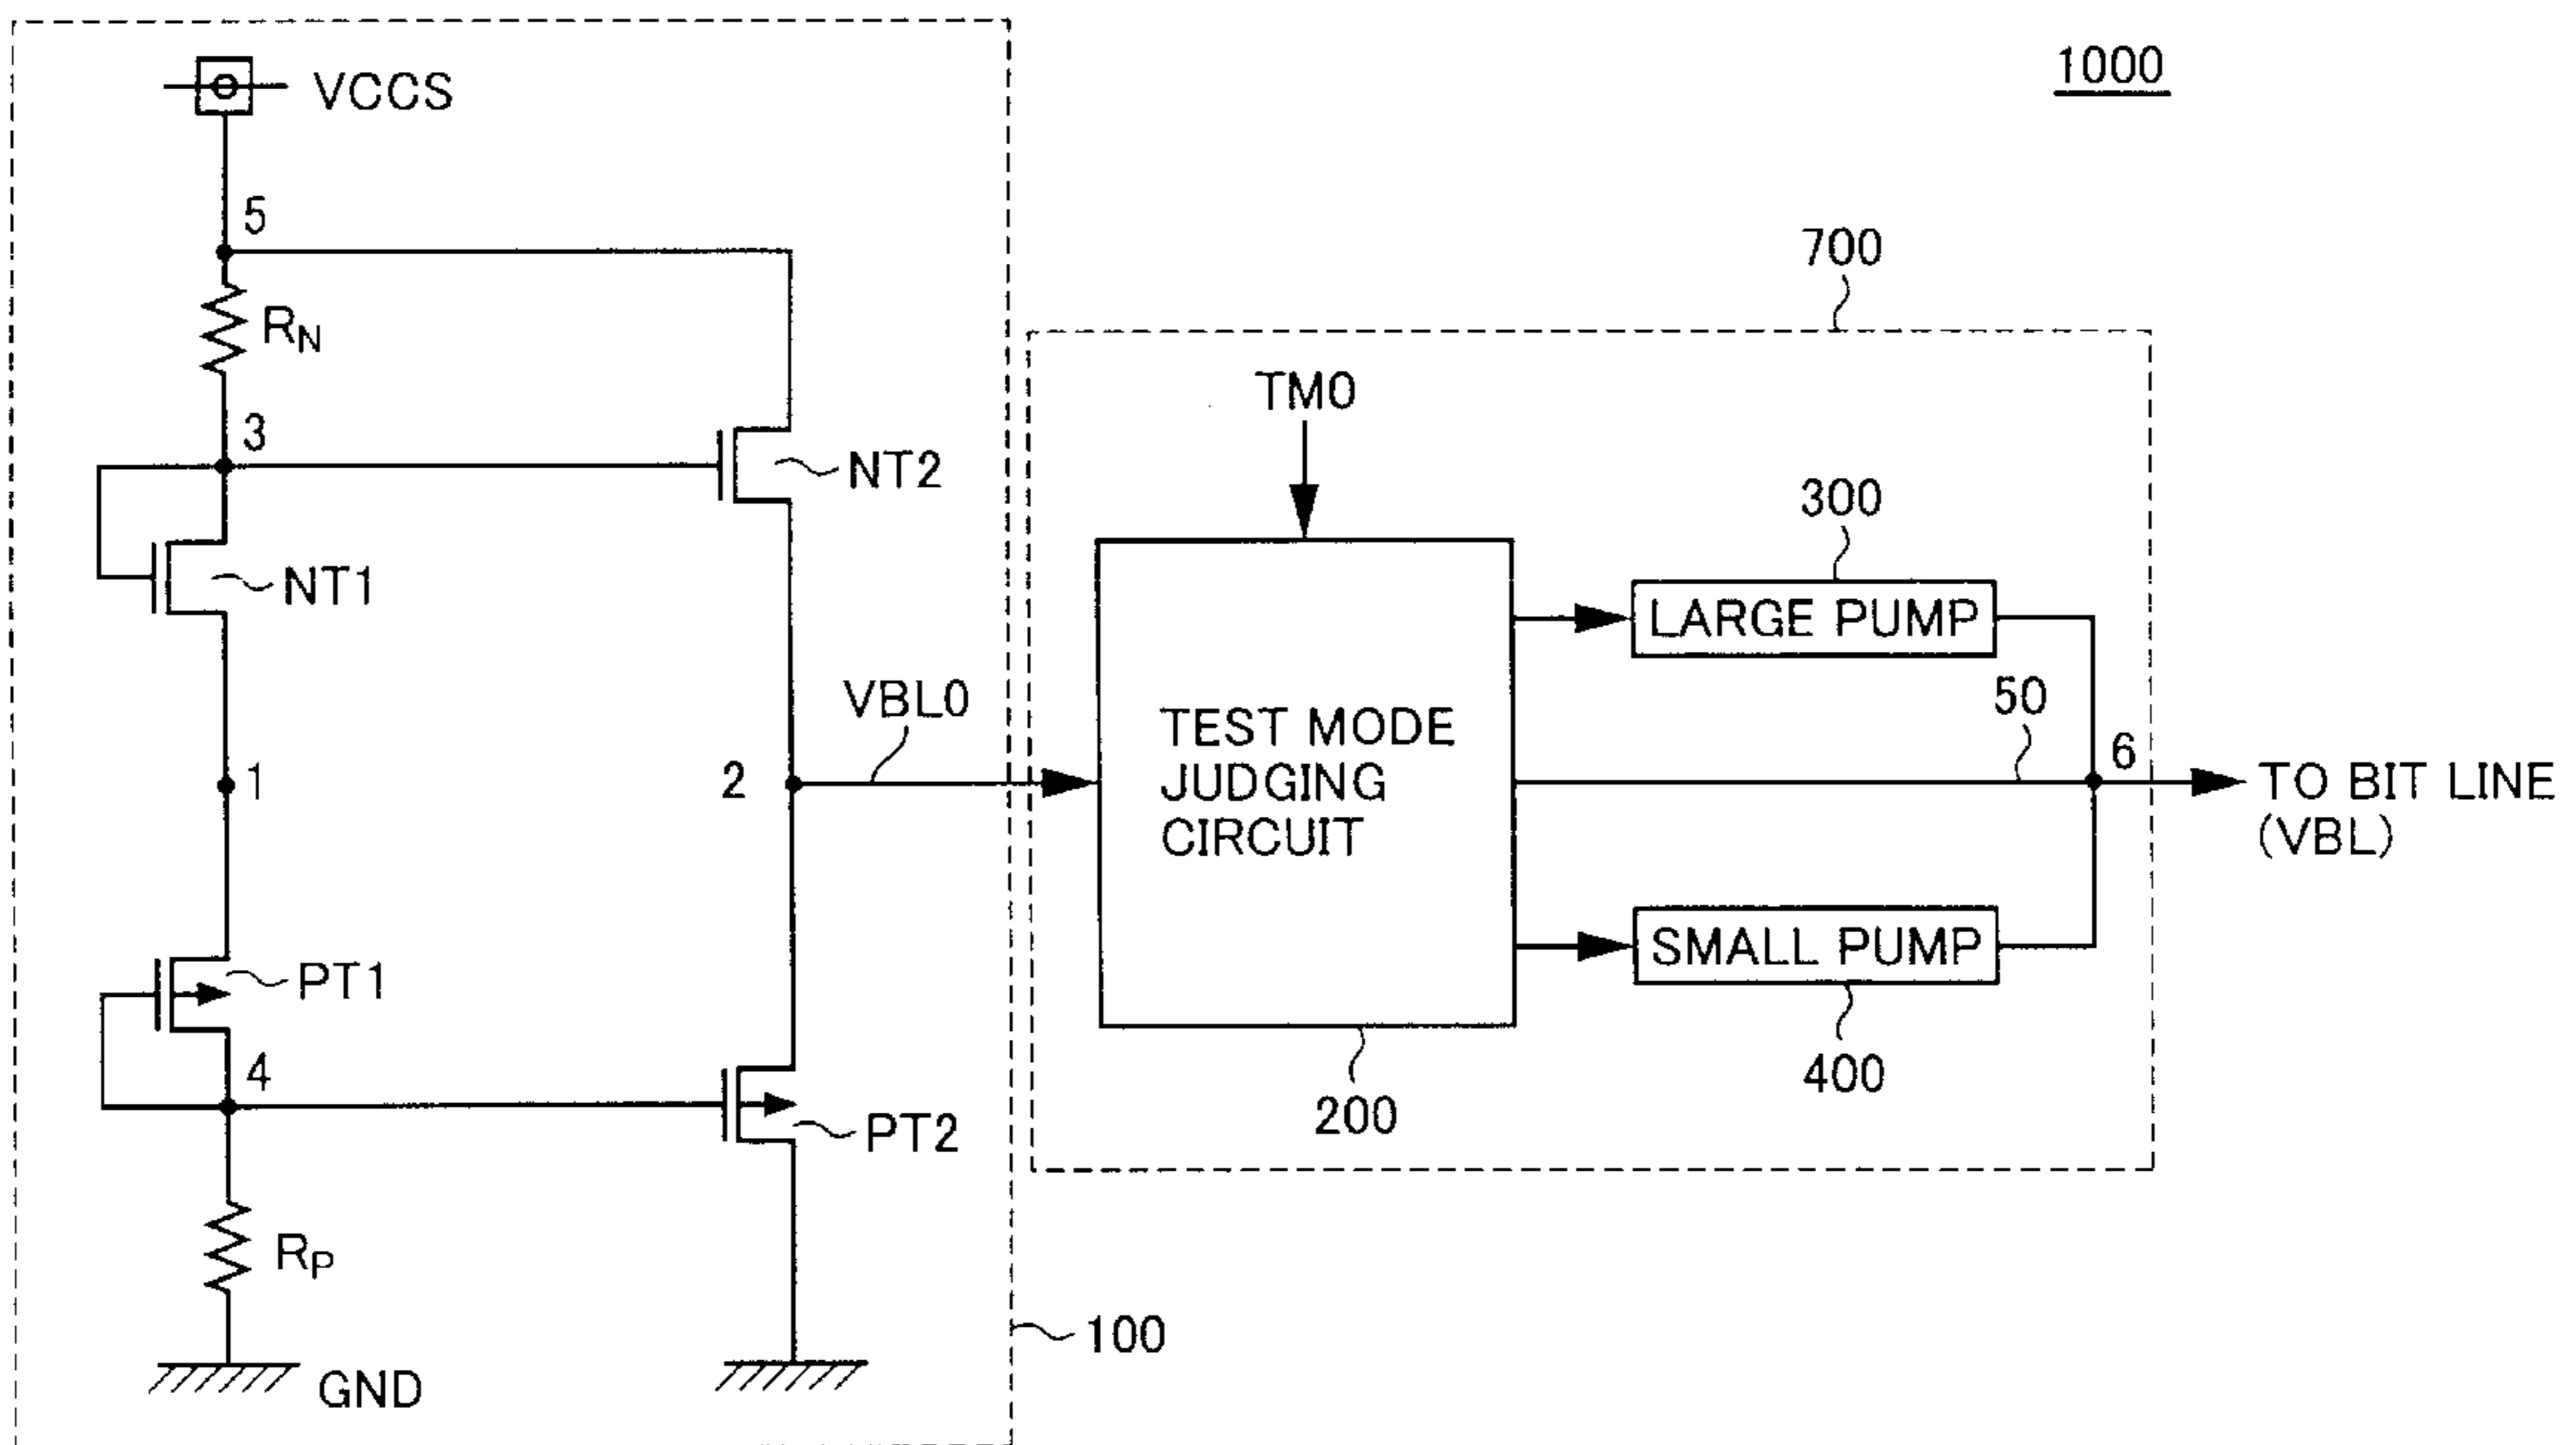 1000
VCCS
5
700
RN
TM0
3
NT2
300
NT1
LARGE PUMP
VBL0
50
TEST MODE
JUDGING
CIRCUIT
6
1
2
TO BIT LINE
(VBL)
PT1
SMALL PUMP
4
400
200
PT2
RP
100
GND